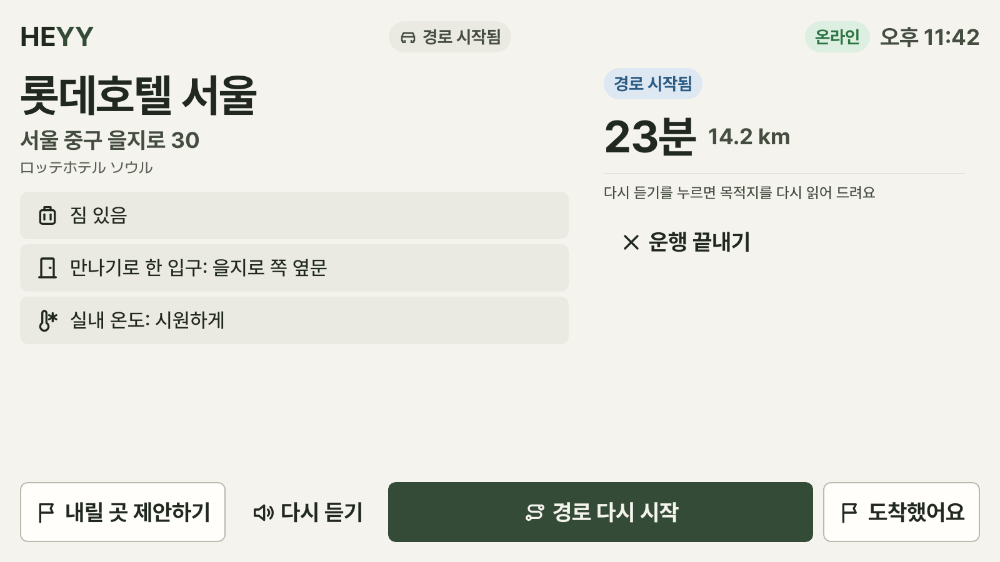 HEYY
경로 시작됨
온라인
오후 11:42
롯데호텔 서울
서울 중구 을지로 30
ロッテホテル ソウル
짐 있음
만나기로 한 입구: 을지로 쪽 옆문
실내 온도: 시원하게
경로 시작됨
23분 14.2 km
다시 듣기를 누르면 목적지를 다시 읽어 드려요
운행 끝내기
내릴 곳 제안하기
다시 듣기
경로 다시 시작
도착했어요